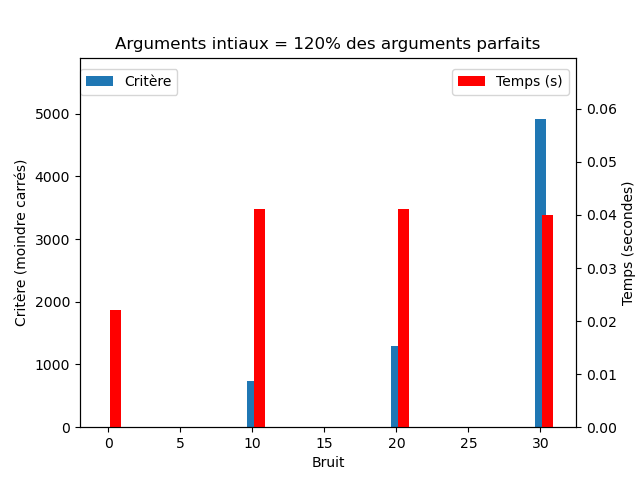 Arguments intiaux = 120% des arguments parfaits
Critère
Temps (s)
5000
4000
3000
2000
1000
0
Critère (moindre carrés)
0.06
0.05
0.04
0.03
0.02
0.01
0.00
Temps (secondes)
0 5 10 15 20 25 30
Bruit